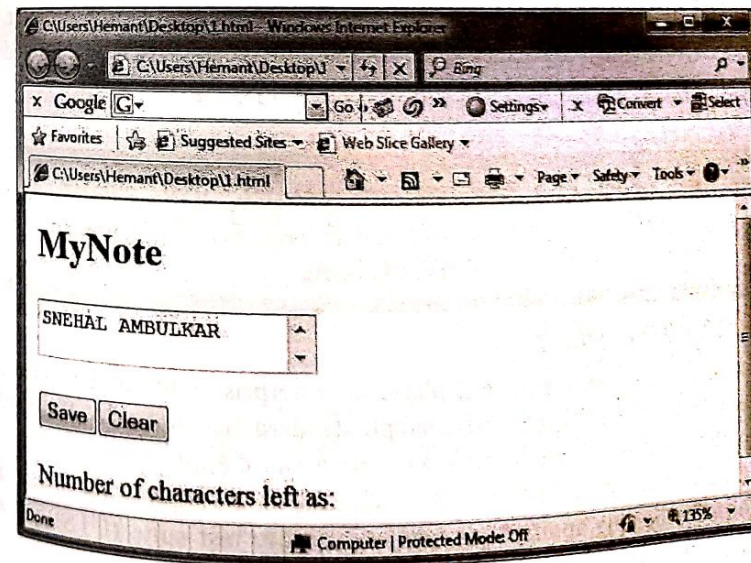 C:\Users\Hemant\Desktop\1.html - Windows Internet Explorer
C:\Users\Hemant\Desktop\1 Bing
x Google G Go Settings x Convert Select
Favorites Suggested Sites Web Slice Gallery
C:\Users\Hemant\Desktop\1.html Page Safety Tools
MyNote
SNEHAL AMBULKAR
Save Clear
Number of characters left as:
Done Computer | Protected Mode: Off 135%